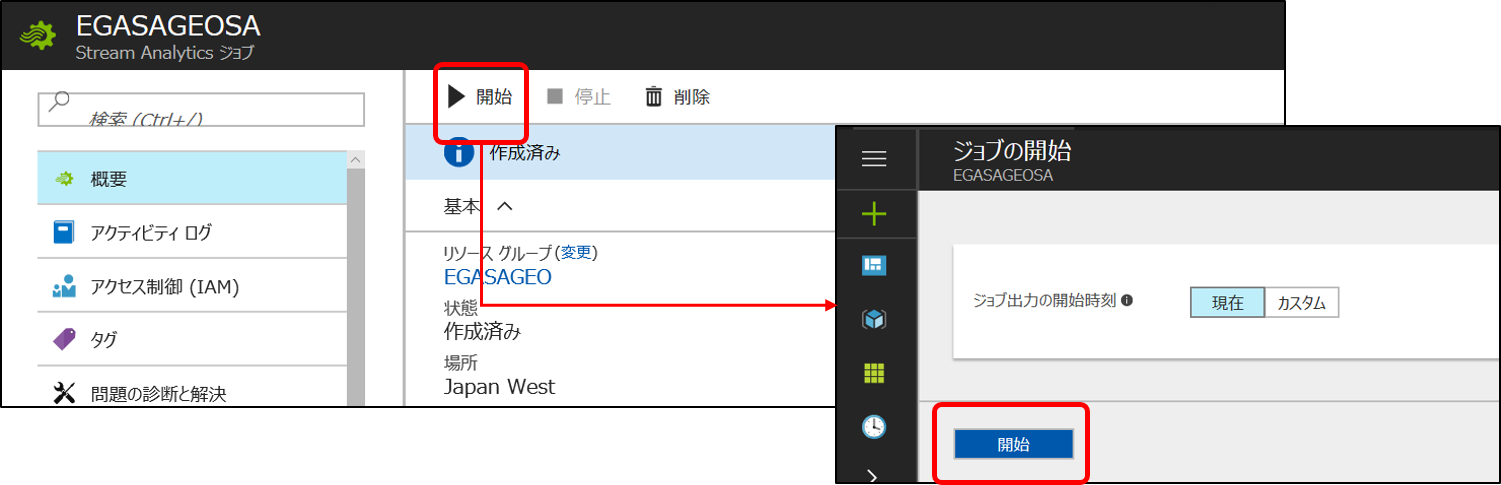 EGASAGEOSA
Stream Analytics ジョブ
検索 (Ctrl+/)
概要
アクティビティ ログ
アクセス制御 (IAM)
タグ
問題の診断と解決
開始 停止 削除
作成済み
基本
リソース グループ (変更)
EGASAGEO
状態
作成済み
場所
Japan West
ジョブの開始
EGASAGEOSA
ジョブ出力の開始時刻 現在 カスタム
開始